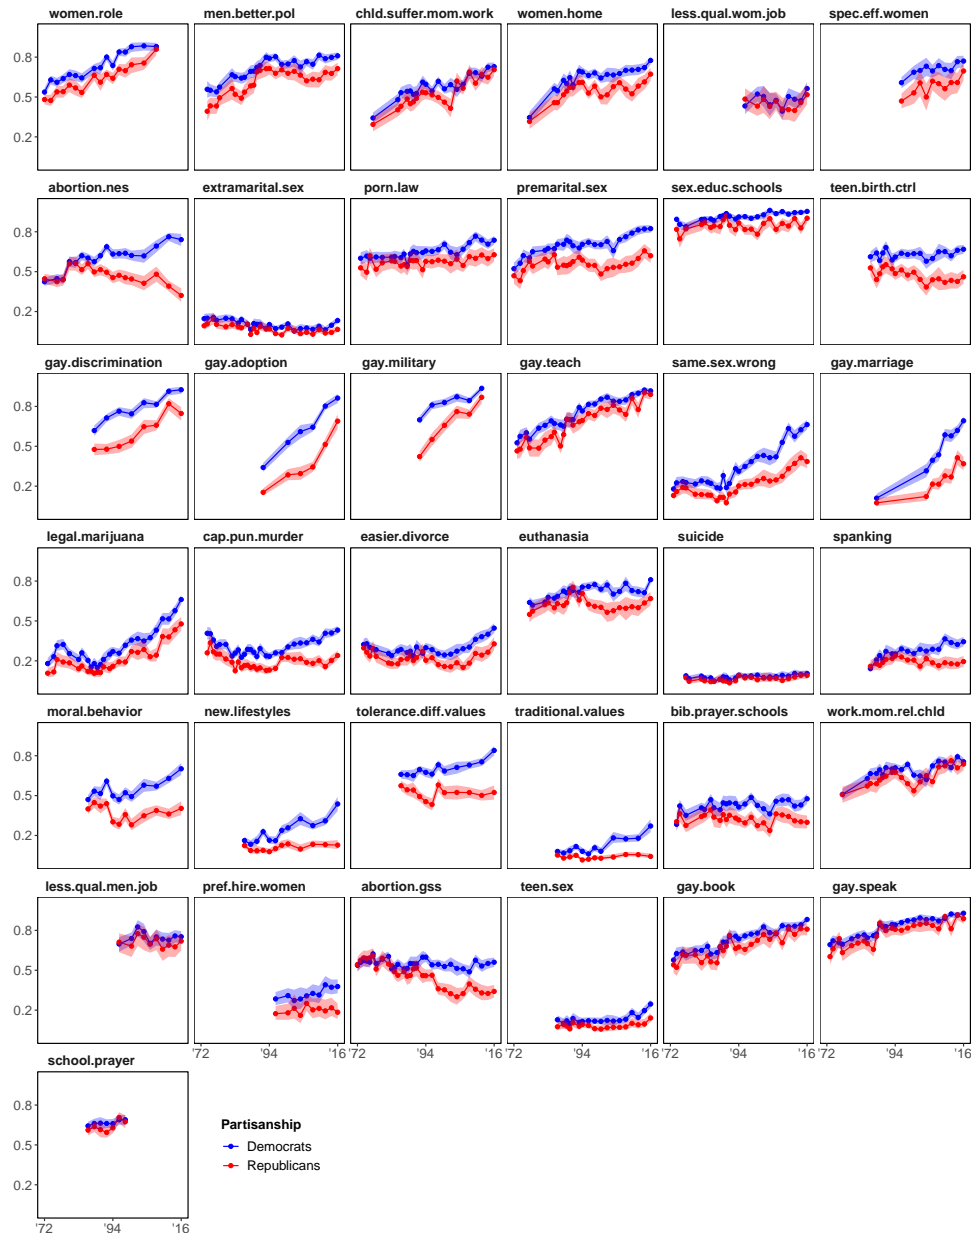 women.role men.better.pol chld.suffer.mom.work women.home less.qual.wom.job spec.eff.women
0.8
0.5
0.2
abortion.nes extramarital.sex porn.law premarital.sex sex.educ.schools teen.birth.ctrl
0.8
0.5
0.2
gay.discrimination gay.adoption gay.military gay.teach same.sex.wrong gay.marriage
0.8
0.5
0.2
legal.marijuana cap.pun.murder easier.divorce euthanasia suicide spanking
0.8
0.5
0.2
moral.behavior new.lifestyles tolerance.diff.values traditional.values bib.prayer.schools work.mom.rel.chld
0.8
0.5
0.2
less.qual.men.job pref.hire.women abortion.gss teen.sex gay.book gay.speak
0.8
0.5
0.2
'72 '94 '16 '72 '94 '16 '72 '94 '16 '72 '94 '16 '72 '94 '16
school.prayer
0.8
0.5
0.2
'72 '94 '16
Partisanship
Democrats
Republicans